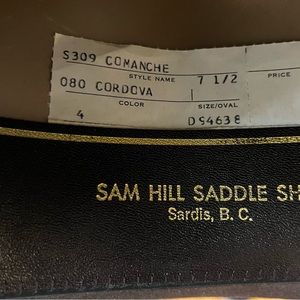 S309 COMANCHE
STYLE NAME 7 1/2 PRICE
080 CORDOVA
COLOR SIZE/OVAL
4 DS4638
SAM HILL SADDLE SH
Sardis, B. C.